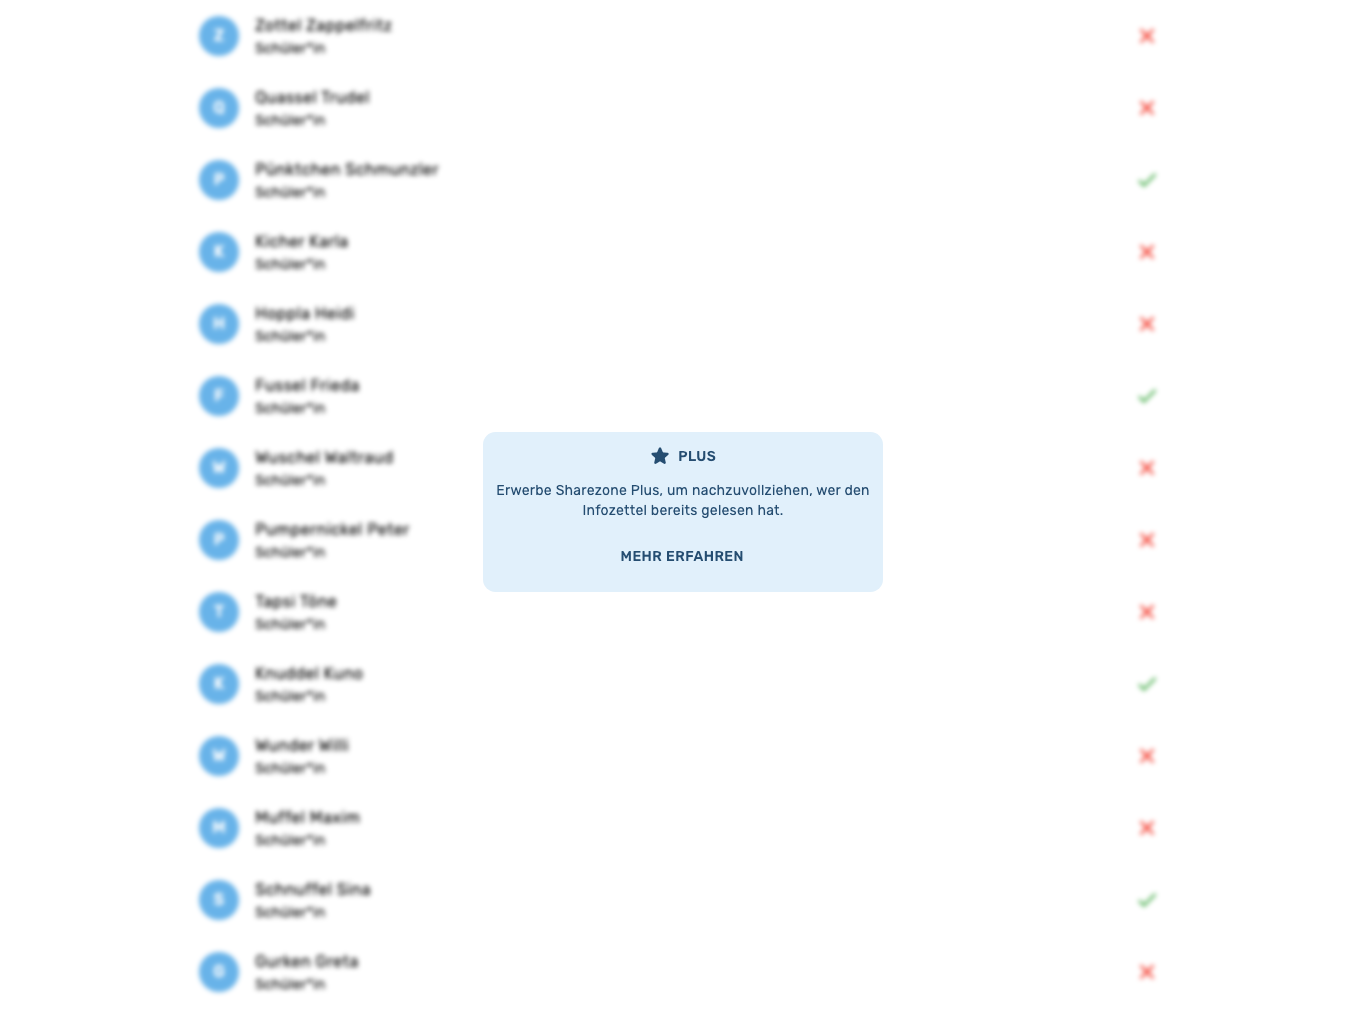 Z Zottel Zappelfritz
Schüler*in
Q Quassel Trudel
Schüler*in
P Pünktchen Schmunzler
Schüler*in
K Kicher Karla
Schüler*in
H Hoppla Heidi
Schüler*in
F Fussel Frieda
Schüler*in
W Wuschel Waltraud
Schüler*in
P Pumpernickel Peter
Schüler*in
T Tapsi Töne
Schüler*in
K Knuddel Kuno
Schüler*in
W Wunder Willi
Schüler*in
M Muffel Maxim
Schüler*in
S Schnuffel Sina
Schüler*in
G Gurken Greta
Schüler*in
PLUS
Erwerbe Sharezone Plus, um nachzuvollziehen, wer den
Infozettel bereits gelesen hat.
MEHR ERFAHREN